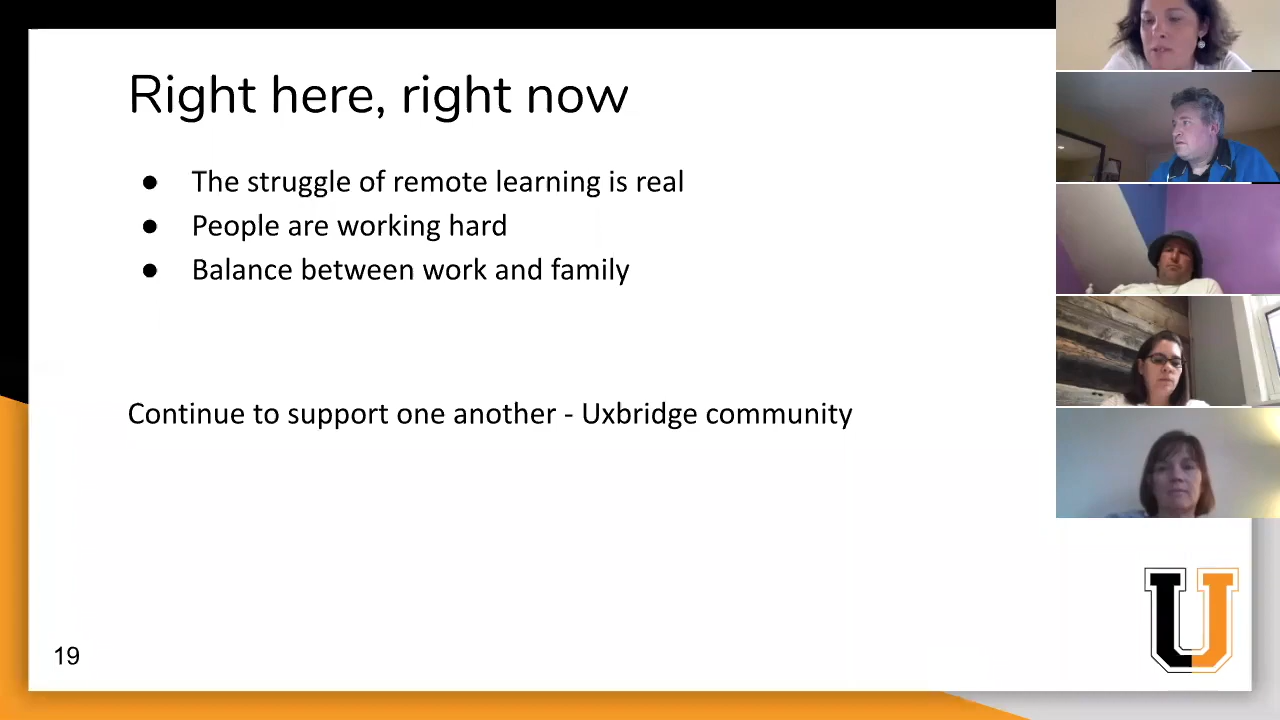 Right here, right now
● The struggle of remote learning is real
● People are working hard
● Balance between work and family
Continue to support one another - Uxbridge community
U
19